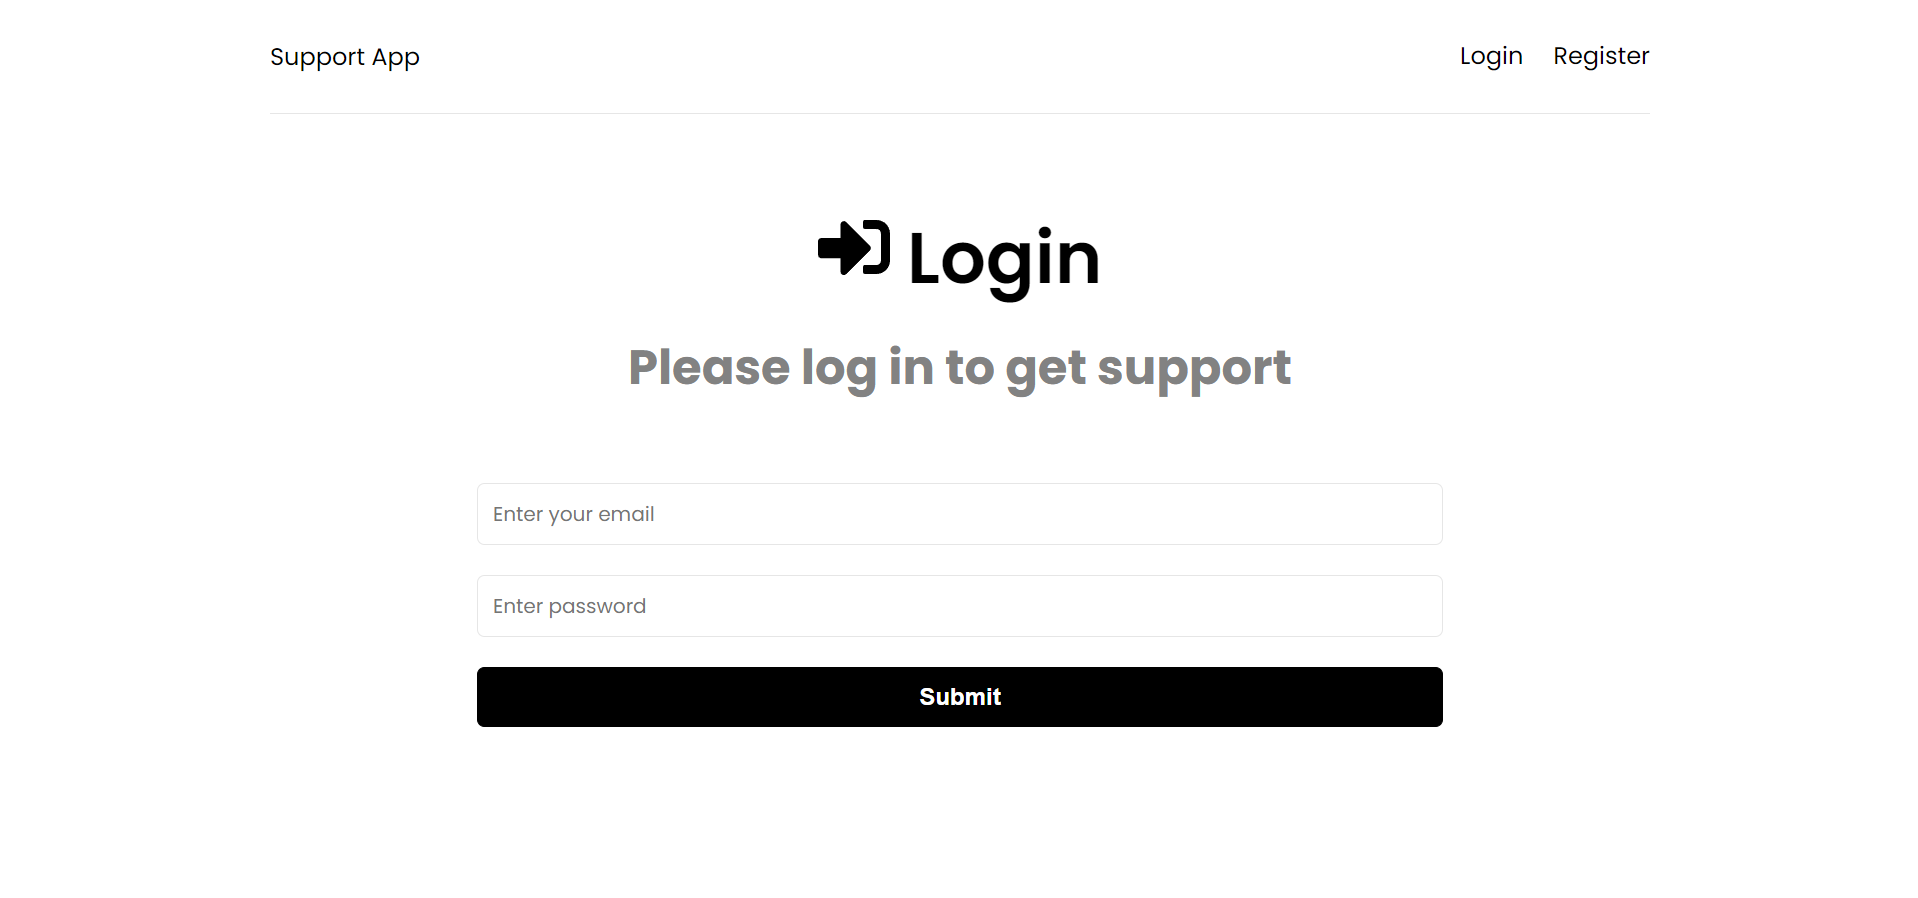 Support App
Login Register
Login
Please log in to get support
Enter your email
Enter password
Submit